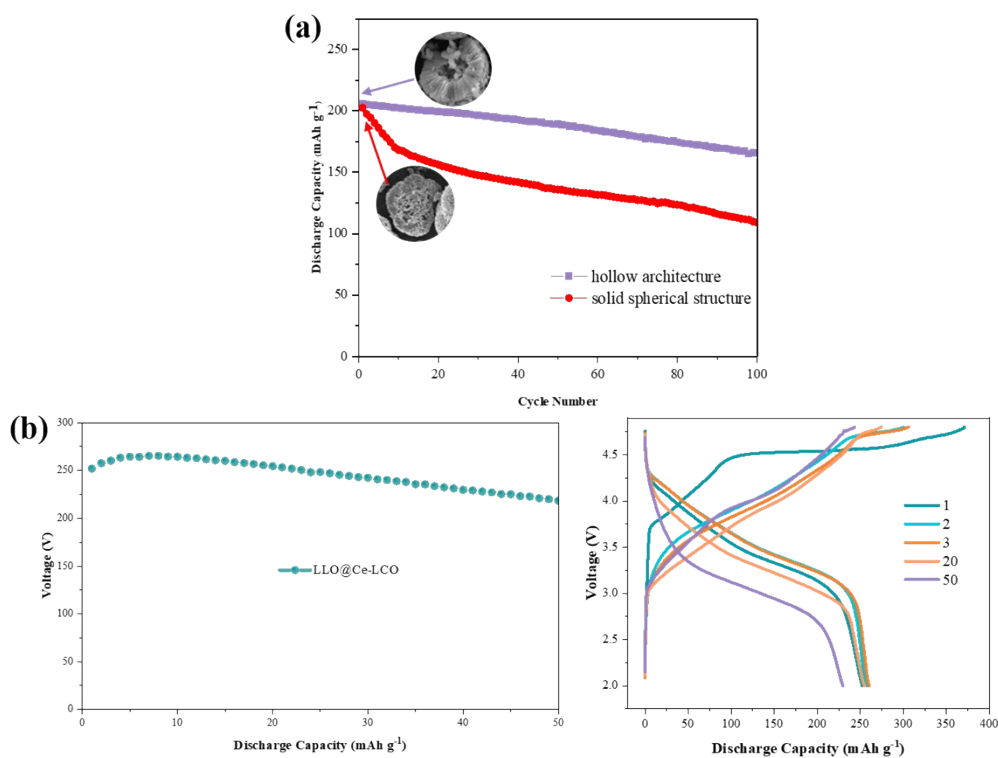 (a)
250
200
150
100
50
0
Discharge Capacity (mAh g-1)
hollow architecture
solid spherical structure
0 20 40 60 80 100
Cycle Number
(b)
300
250
200
150
100
50
0
Voltage (V)
LLO@Ce-LCO
0 10 20 30 40 50
Discharge Capacity (mAh g-1)
4.5
4.0
3.5
3.0
2.5
2.0
Voltage (V)
1
2
3
20
50
0 50 100 150 200 250 300 350 400
Discharge Capacity (mAh g-1)